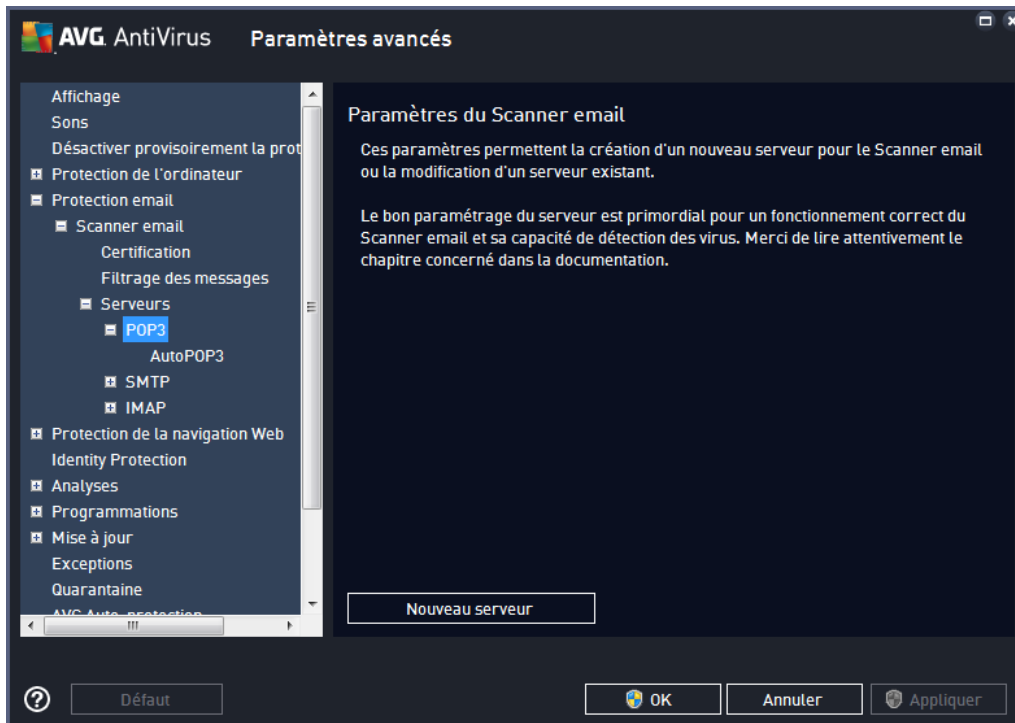 AVG. AntiVirus Paramètres avancés
Affichage
Sons
Désactiver provisoirement la prot
Protection de l'ordinateur
Protection email
Scanner email
Certification
Filtrage des messages
Serveurs
POP3
AutoPOP3
SMTP
IMAP
Protection de la navigation Web
Identity Protection
Analyses
Programmations
Mise à jour
Exceptions
Quarantaine
AVG Auto-protection
Paramètres du Scanner email
Ces paramètres permettent la création d'un nouveau serveur pour le Scanner email
ou la modification d'un serveur existant.
Le bon paramétrage du serveur est primordial pour un fonctionnement correct du
Scanner email et sa capacité de détection des virus. Merci de lire attentivement le
chapitre concerné dans la documentation.
Nouveau serveur
? Défaut OK Annuler Appliquer